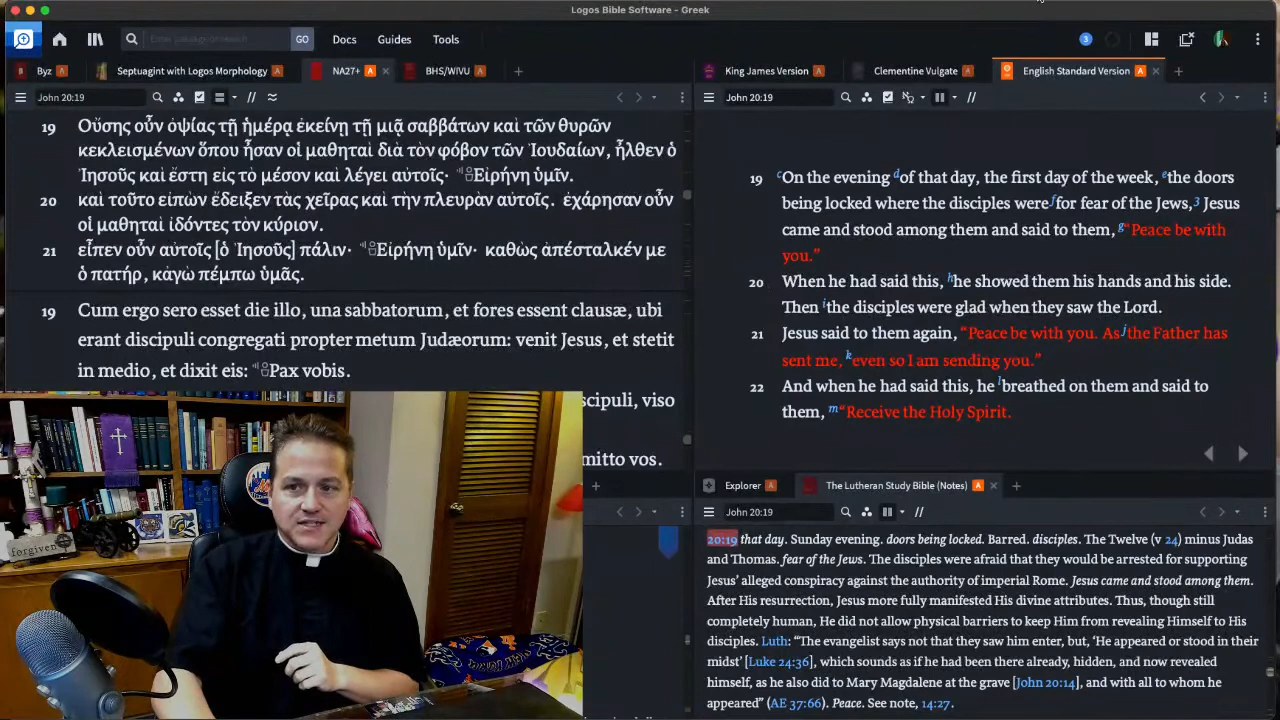 Logos Bible Software - Greek
GO
Docs
Guides
Tools
3
Byz A
Septuagint with Logos Morphology A
NA27+ A
BHS/WIVU A
King James Version A
Clementine Vulgate A
English Standard Version A
John 20:19
19 Οὔσης οὖν ὀψίας τῇ ἡμέρᾳ ἐκείνῃ τῇ μιᾷ σαββάτων καὶ τῶν θυρῶν
κεκλεισμένων ὅπου ἦσαν οἱ μαθηταὶ διὰ τὸν φόβον τῶν Ἰουδαίων, ἦλθεν ὁ
Ἰησοῦς καὶ ἔστη εἰς τὸ μέσον καὶ λέγει αὐτοῖς· Εἰρήνη ὑμῖν.
20 καὶ τοῦτο εἰπὼν ἔδειξεν τὰς χεῖρας καὶ τὴν πλευρὰν αὐτοῖς. ἐχάρησαν οὖν
οἱ μαθηταὶ ἰδόντες τὸν κύριον.
21 εἶπεν οὖν αὐτοῖς [ὁ Ἰησοῦς] πάλιν· Εἰρήνη ὑμῖν· καθὼς ἀπέσταλκέν με
ὁ πατήρ, κἀγὼ πέμπω ὑμᾶς.
19 Cum ergo sero esset die illo, una sabbatorum, et fores essent clausæ, ubi
erant discipuli congregati propter metum Judæorum: venit Jesus, et stetit
in medio, et dixit eis: Pax vobis.
scipuli, viso
mitto vos.
forgiven
John 20:19
19 cOn the evening dof that day, the first day of the week, ethe doors
being locked where the disciples were ffor fear of the Jews,3 Jesus
came and stood among them and said to them, g“Peace be with
you.”
20 When he had said this, hhe showed them his hands and his side.
Then ithe disciples were glad when they saw the Lord.
21 Jesus said to them again, “Peace be with you. As jthe Father has
sent me, keven so I am sending you.”
22 And when he had said this, he lbreathed on them and said to
them, m“Receive the Holy Spirit.
Explorer A
The Lutheran Study Bible (Notes) A
John 20:19
20:19 that day. Sunday evening. doors being locked. Barred. disciples. The Twelve (v 24) minus Judas
and Thomas. fear of the Jews. The disciples were afraid that they would be arrested for supporting
Jesus’ alleged conspiracy against the authority of imperial Rome. Jesus came and stood among them.
After His resurrection, Jesus more fully manifested His divine attributes. Thus, though still
completely human, He did not allow physical barriers to keep Him from revealing Himself to His
disciples. Luth: “The evangelist says not that they saw him enter, but, ‘He appeared or stood in their
midst’ [Luke 24:36], which sounds as if he had been there already, hidden, and now revealed
himself, as he also did to Mary Magdalene at the grave [John 20:14], and with all to whom he
appeared” (AE 37:66). Peace. See note, 14:27.